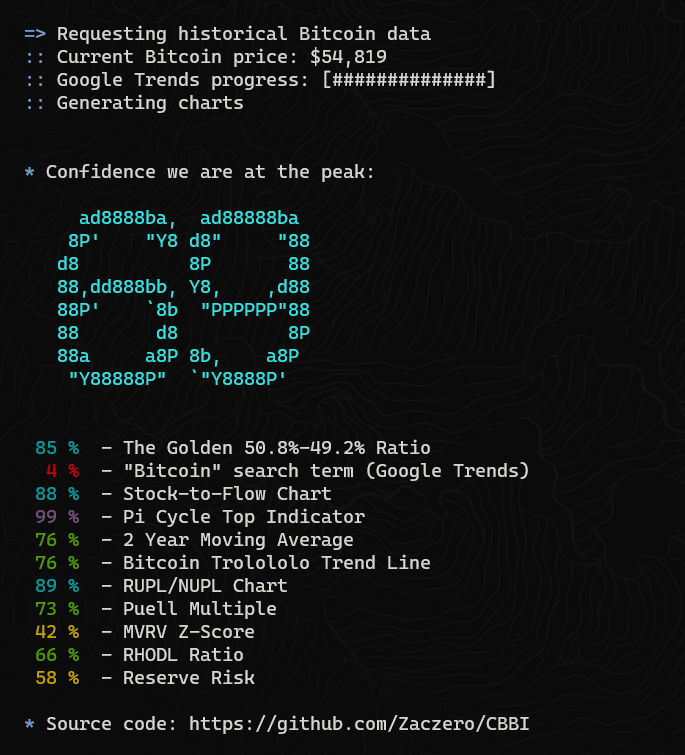 => Requesting historical Bitcoin data
:: Current Bitcoin price: $54,819
:: Google Trends progress: [##############]
:: Generating charts
* Confidence we are at the peak:
     ad8888ba,  ad88888ba
    8P'    "Y8 d8"     "88
   d8          8P       88
   88,dd888bb, Y8,    ,d88
   88P'    `8b  "PPPPPP"88
   88       d8          8P
   88a     a8P 8b,    a8P
    "Y88888P"  `"Y8888P'
85 %  - The Golden 50.8%-49.2% Ratio
4 %  - "Bitcoin" search term (Google Trends)
88 %  - Stock-to-Flow Chart
99 %  - Pi Cycle Top Indicator
76 %  - 2 Year Moving Average
76 %  - Bitcoin Trolololo Trend Line
89 %  - RUPL/NUPL Chart
73 %  - Puell Multiple
42 %  - MVRV Z-Score
66 %  - RHODL Ratio
58 %  - Reserve Risk
* Source code: https://github.com/Zaczero/CBBI